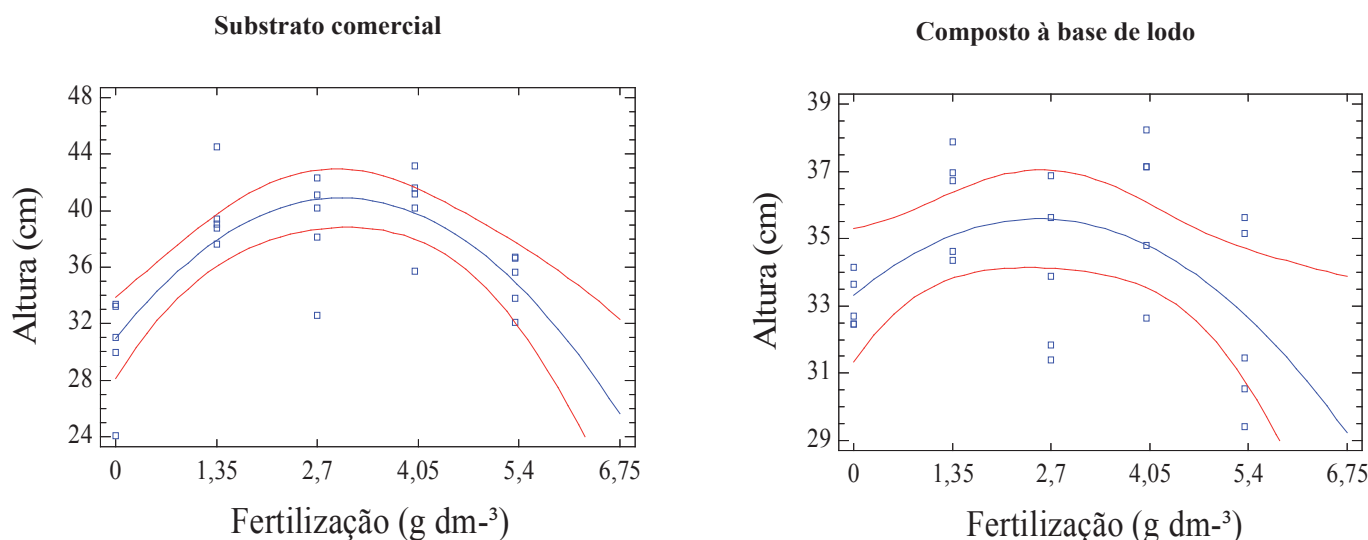 Substrato comercial
48
44
40
36
32
28
24
Altura (cm)
0 1,35 2,7 4,05 5,4 6,75
Fertilização (g dm-³)
Composto à base de lodo
39
37
35
33
31
29
Altura (cm)
0 1,35 2,7 4,05 5,4 6,75
Fertilização (g dm-³)